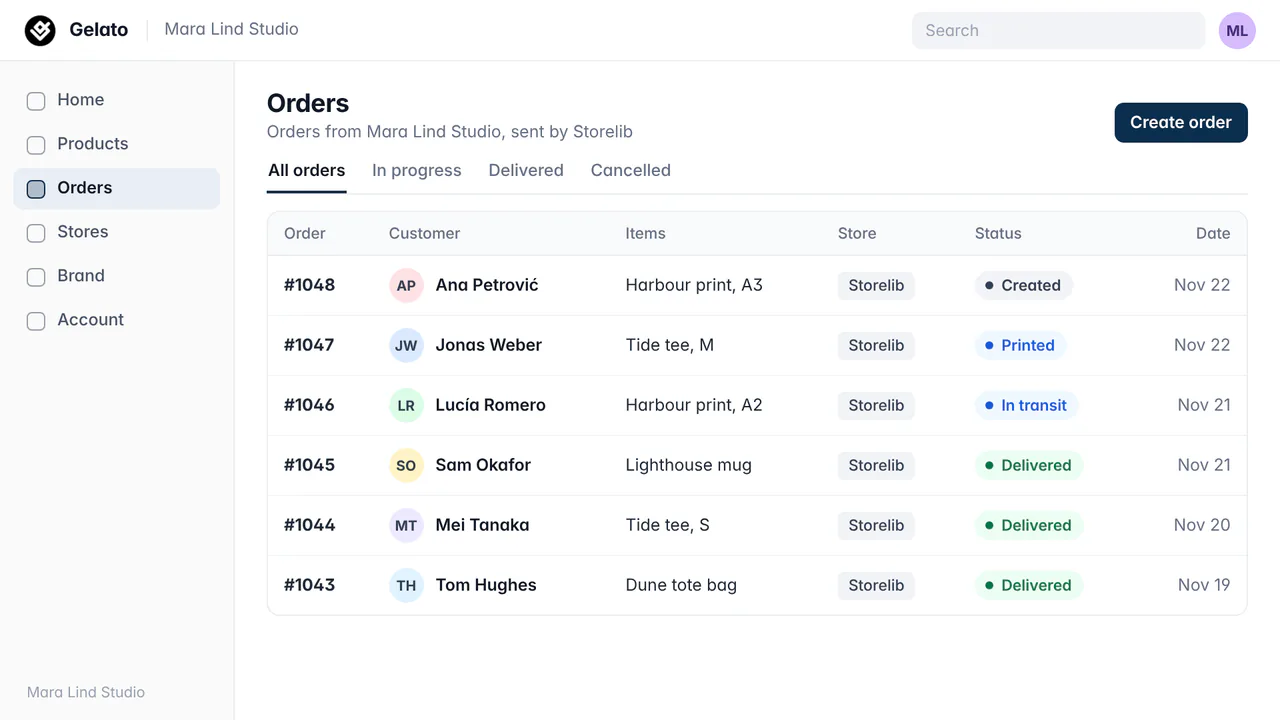 Gelato
Mara Lind Studio
Search
ML
Home
Products
Orders
Stores
Brand
Account
Mara Lind Studio
Orders
Orders from Mara Lind Studio, sent by Storelib
Create order
All orders In progress Delivered Cancelled
Order Customer Items Store Status Date
#1048 AP Ana Petrović Harbour print, A3 Storelib Created Nov 22
#1047 JW Jonas Weber Tide tee, M Storelib Printed Nov 22
#1046 LR Lucía Romero Harbour print, A2 Storelib In transit Nov 21
#1045 SO Sam Okafor Lighthouse mug Storelib Delivered Nov 21
#1044 MT Mei Tanaka Tide tee, S Storelib Delivered Nov 20
#1043 TH Tom Hughes Dune tote bag Storelib Delivered Nov 19